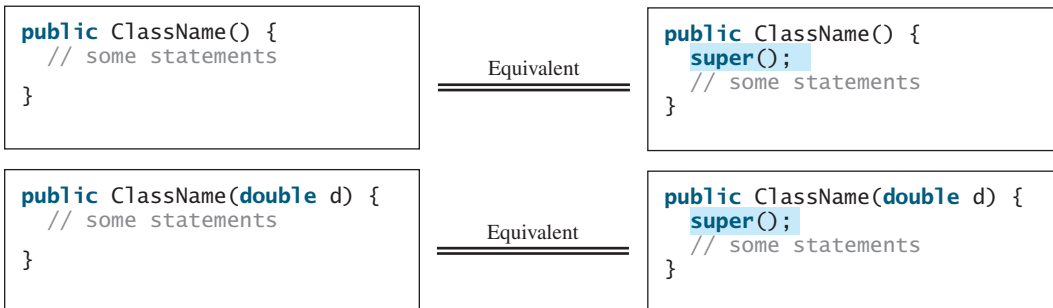 public ClassName() {
// some statements
}
Equivalent
public ClassName() {
super();
// some statements
}
public ClassName(double d) {
// some statements
}
Equivalent
public ClassName(double d) {
super();
// some statements
}